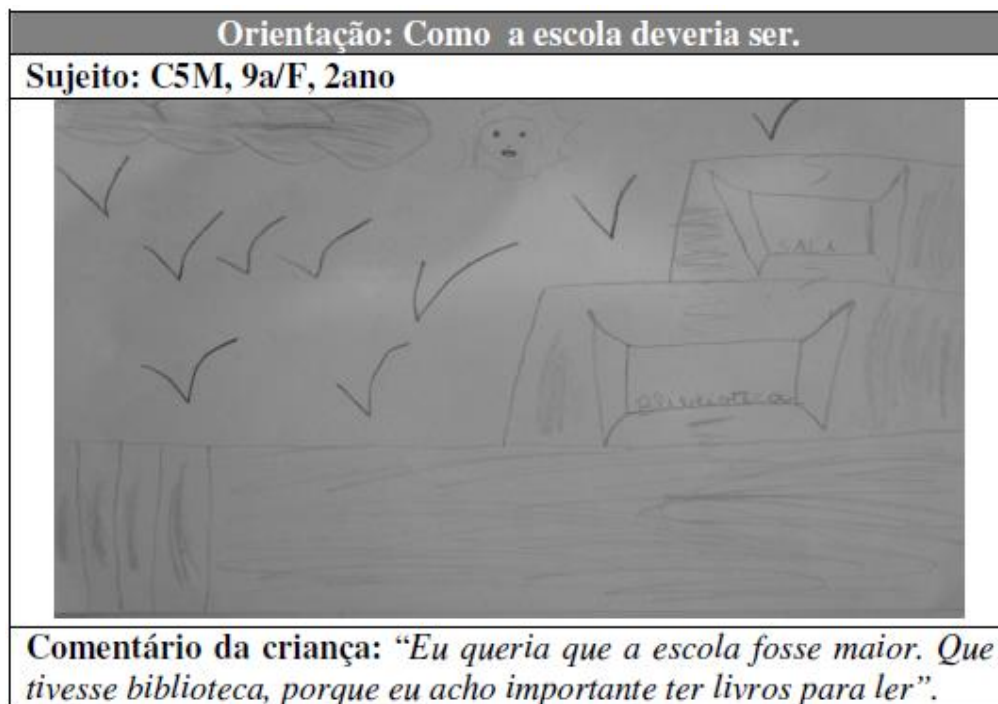 Orientação: Como a escola deveria ser.
Sujeito: C5M, 9a/F, 2ano
SALA
Comentário da criança: “Eu queria que a escola fosse maior. Que
tivesse biblioteca, porque eu acho importante ter livros para ler”.